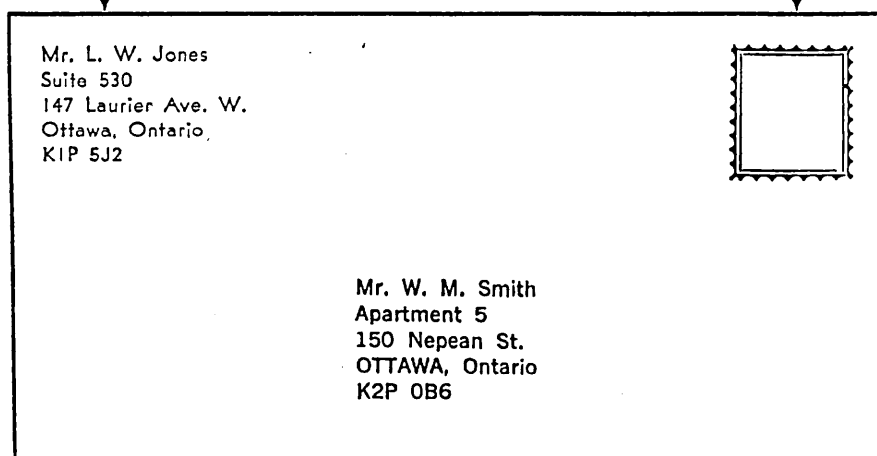 Mr. L. W. Jones
Suite 530
147 Laurier Ave. W.
Ottawa, Ontario
K1P 5J2
Mr. W. M. Smith
Apartment 5
150 Nepean St.
OTTAWA, Ontario
K2P 0B6